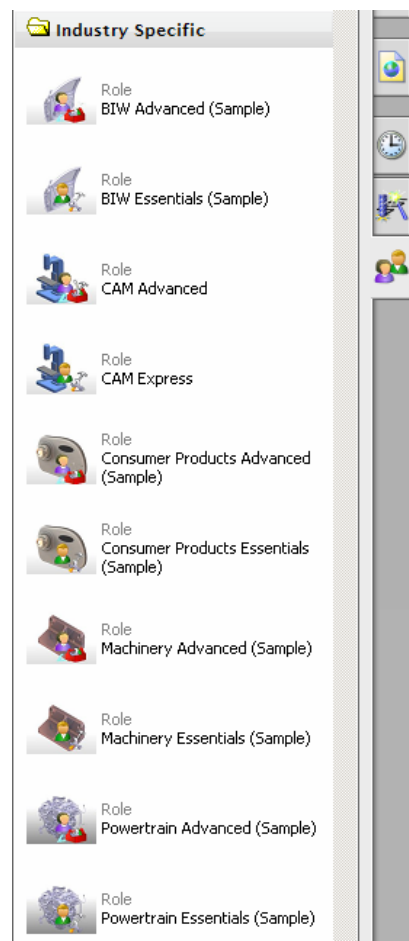 Industry Specific
Role
BIW Advanced (Sample)
Role
BIW Essentials (Sample)
Role
CAM Advanced
Role
CAM Express
Role
Consumer Products Advanced
(Sample)
Role
Consumer Products Essentials
(Sample)
Role
Machinery Advanced (Sample)
Role
Machinery Essentials (Sample)
Role
Powertrain Advanced (Sample)
Role
Powertrain Essentials (Sample)